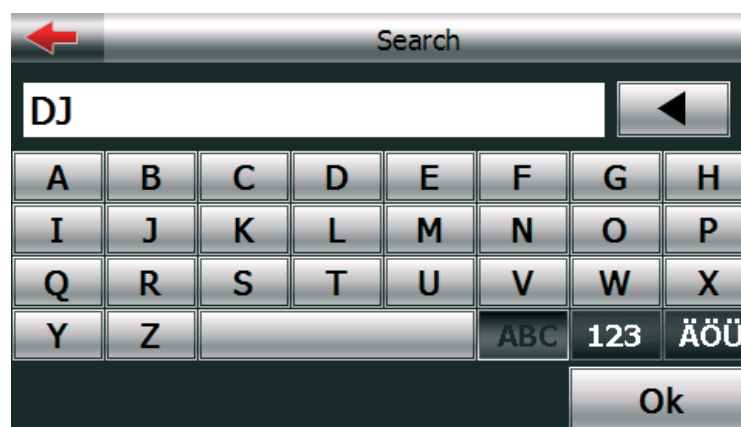 Search
DJ
A B C D E F G H
I J K L M N O P
Q R S T U V W X
Y Z ABC 123 ÄÖÜ
Ok